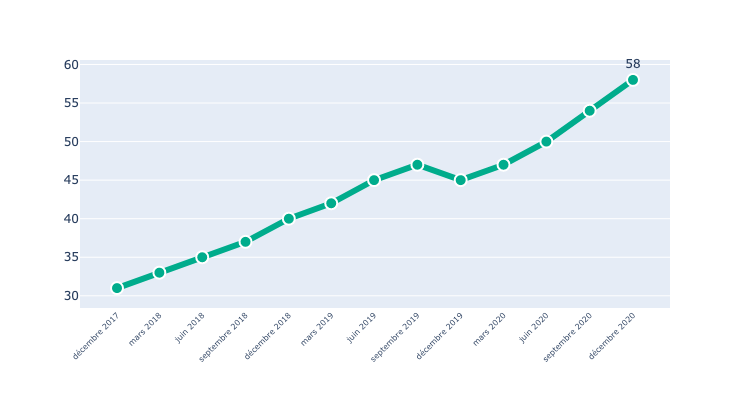 60
58
55
50
45
40
35
30
décembre 2017
mars 2018
juin 2018
septembre 2018
décembre 2018
mars 2019
juin 2019
septembre 2019
décembre 2019
mars 2020
juin 2020
septembre 2020
décembre 2020